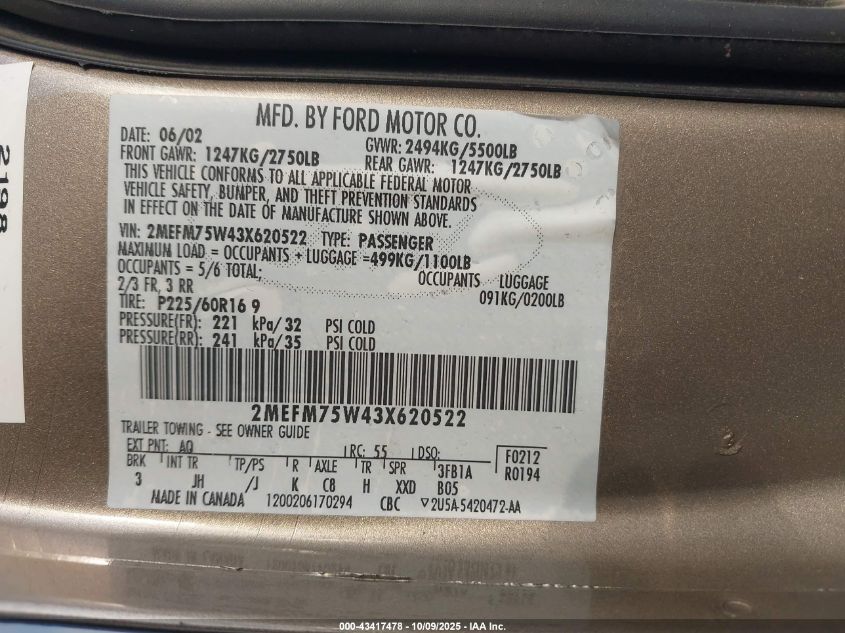 2198
MFD. BY FORD MOTOR CO.
DATE: 06/02 GVWR: 2494KG/5500LB
FRONT GAWR: 1247KG/2750LB REAR GAWR: 1247KG/2750LB
THIS VEHICLE CONFORMS TO ALL APPLICABLE FEDERAL MOTOR
VEHICLE SAFETY, BUMPER, AND THEFT PREVENTION STANDARDS
IN EFFECT ON THE DATE OF MANUFACTURE SHOWN ABOVE.
VIN: 2MEFM75W43X620522 TYPE: PASSENGER
MAXIMUM LOAD = OCCUPANTS + LUGGAGE =499KG/1100LB
OCCUPANTS = 5/6 TOTAL; OCCUPANTS LUGGAGE
2/3 FR, 3 RR 091KG/0200LB
TIRE: P225/60R16 9
PRESSURE(FR): 221 kPa/ 32 PSI COLD
PRESSURE(RR): 241 kPa/ 35 PSI COLD
2MEFM75W43X620522
TRAILER TOWING - SEE OWNER GUIDE
EXT PNT: AQ RC: 55 DSO: F0212
BRK INT TR TP/PS R AXLE TR SPR 3FB1A R0194
3 JH /J K C8 H XXD B05
MADE IN CANADA 1200206170294 CBC ▽2U5A-5420472-AA
000-43417478 - 10/09/2025 - IAA Inc.